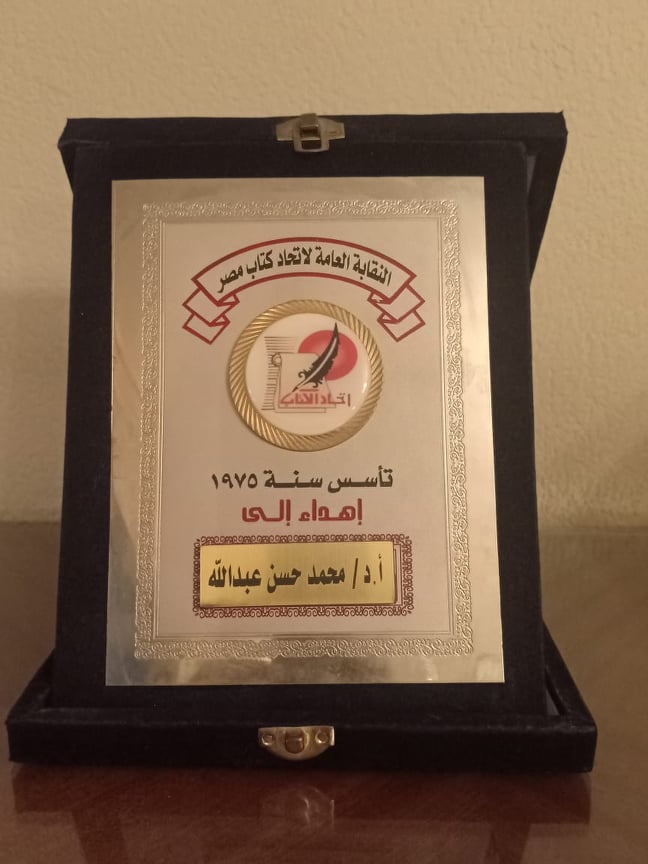 النقابة العامة لاتحاد كتاب مصر
اتحاد الكتاب
تأسس سنة ١٩٧٥
إهداء إلى
أ.د/ محمد حسن عبدالله